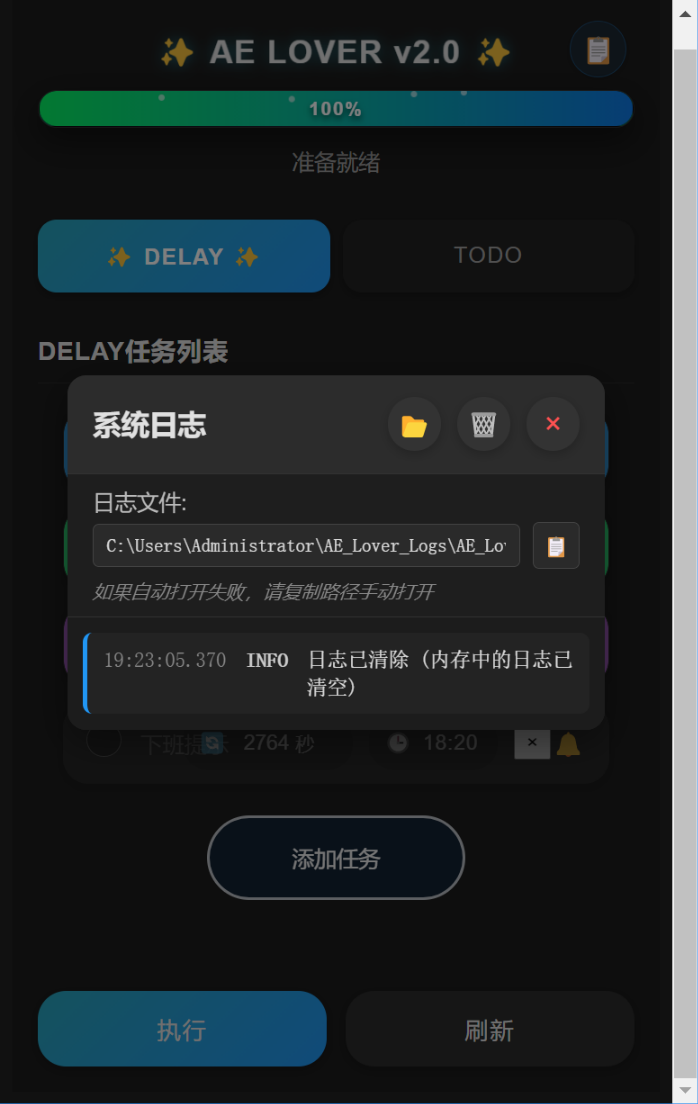 ✨ AE LOVER v2.0 ✨
100%
准备就绪
✨ DELAY ✨
TODO
DELAY任务列表
系统日志
日志文件:
C:\Users\Administrator\AE_Lover_Logs\AE_Lo
如果自动打开失败，请复制路径手动打开
19:23:05.370 INFO 日志已清除（内存中的日志已
清空）
下班提 2764 秒 18:20
添加任务
执行
刷新